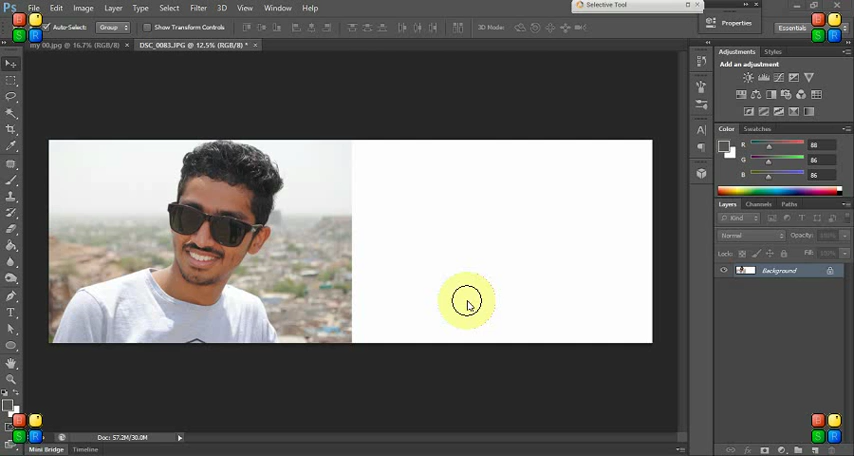 Ps File Edit Image Layer Type Select Filter 3D View Window Help
Selective Tool
Auto-Select: Group Show Transform Controls 3D Mode:
Properties
Essentials
my 00.jpg @ 16.7% (RGB/8) × DSC_0083.JPG @ 12.5% (RGB/8) * ×
Adjustments Styles
Add an adjustment
Color Swatches
R 88
G 86
B 86
Layers Channels Paths
Kind
Normal Opacity:
Lock: Fill:
Background
Doc: 57.2M/30.0M
Mini Bridge Timeline
B
S R
B
S R
B
S R
B
S R